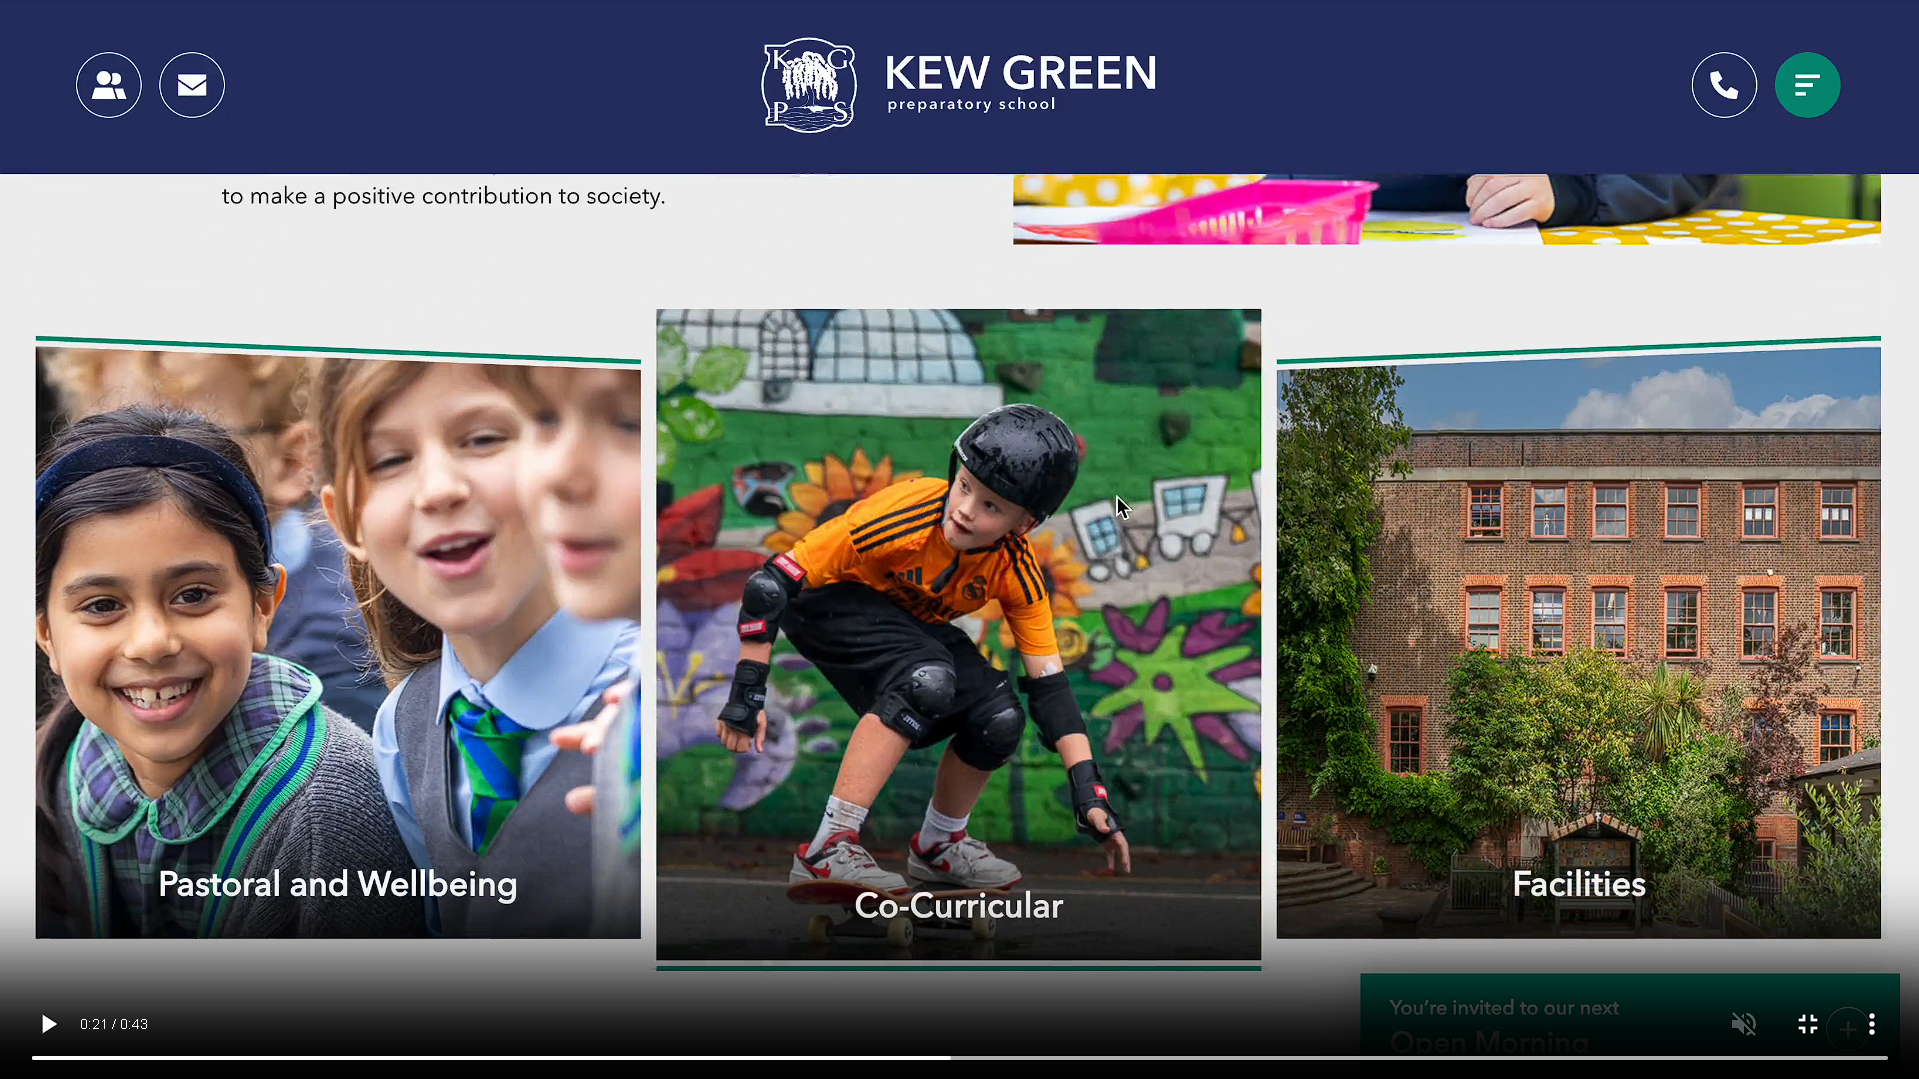 K G
P S
KEW GREEN
preparatory school
to make a positive contribution to society.
Pastoral and Wellbeing
Co-Curricular
Facilities
You're invited to our next
Open Morning
0:21 / 0:43